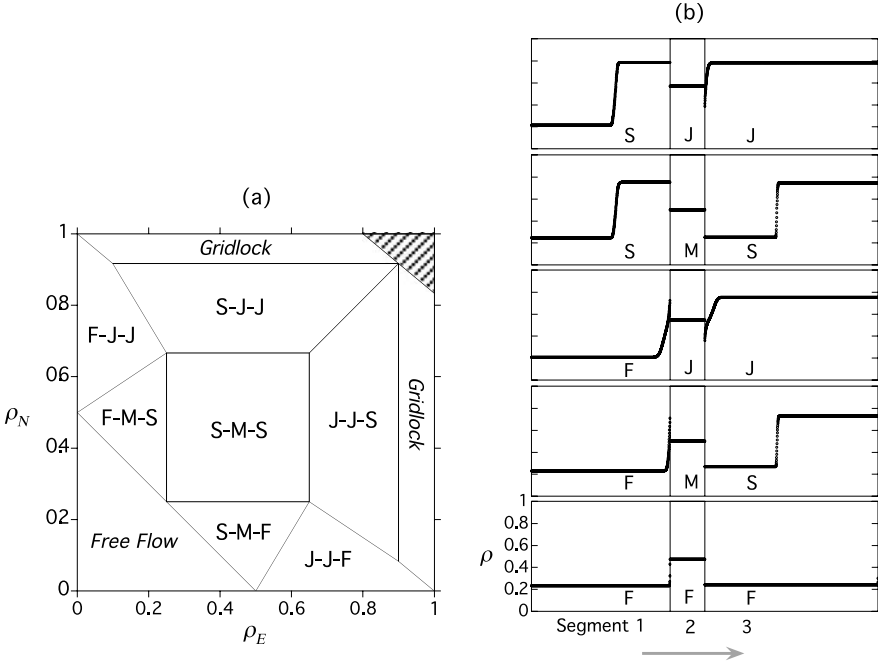 (a)
1
08
06
04
02
0
0
0.2
0.4
0.6
0.8
1
ρN
ρE
Gridlock
S-J-J
F-J-J
F-M-S
S-M-S
J-J-S
Gridlock
Free Flow
S-M-F
J-J-F
(b)
S J J
S M S
F J J
F M S
1
0.8
0.6
0.4
0.2
0
ρ
F F F
Segment 1 2 3